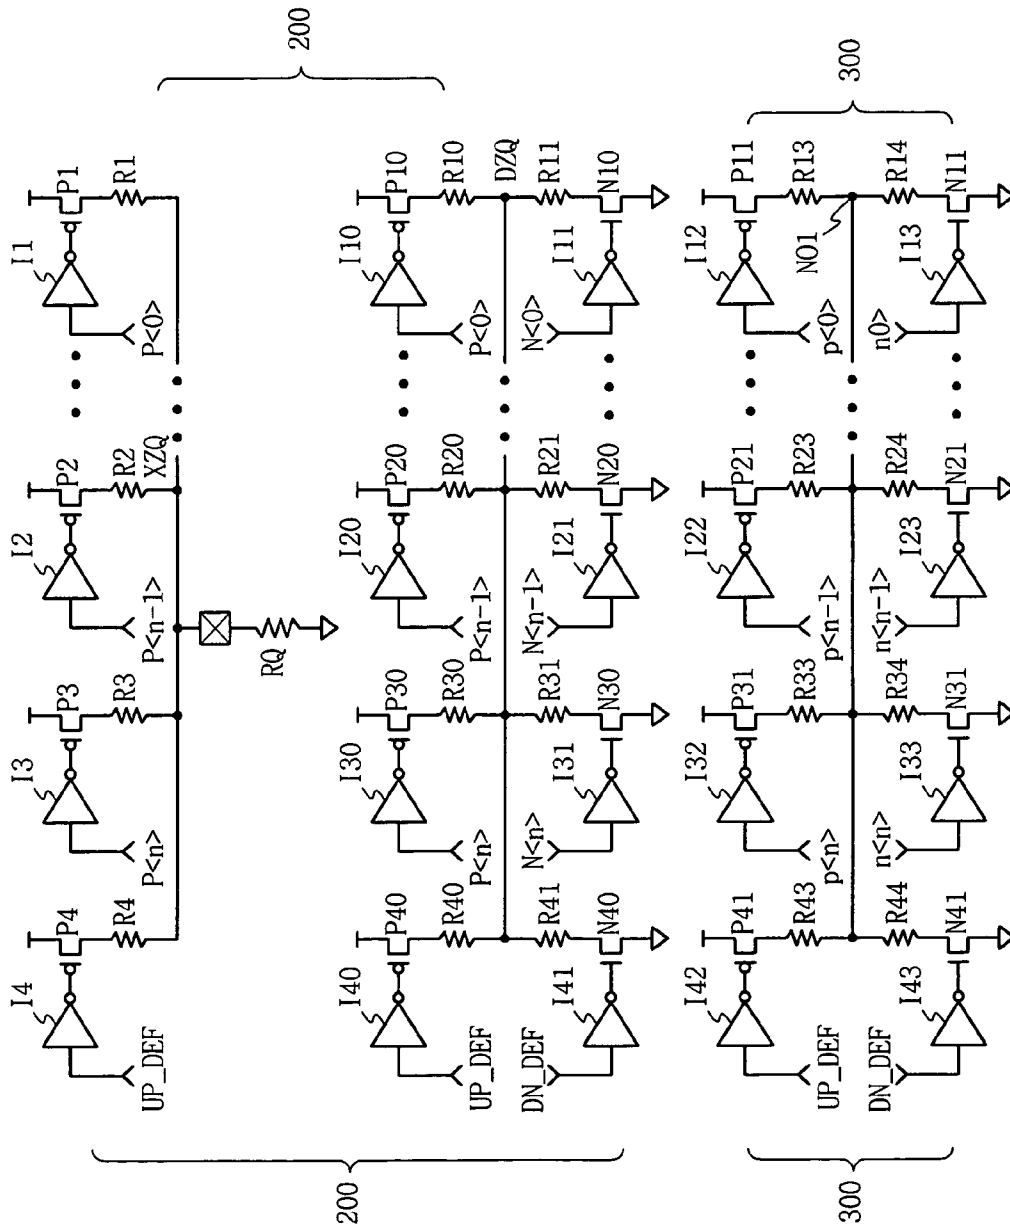 200
I4 P4 I3 P3 I2 P2 I1 P1
R4 R3 R2 R1
XZQ
UP_DEF P<n> P<n-1> P<0>
RQ
200
I40 P40 I30 P30 I20 P20 I10 P10
R40 R30 R20 R10
UP_DEF P<n> P<n-1> P<0> DZQ
DN_DEF N<n> N<n-1> N<0>
R41 R31 R21 R11
I41 N40 I31 N30 I21 N20 I11 N10
300
I42 P41 I32 P31 I22 P21 I12 P11
R43 R33 R23 R13
UP_DEF p<n> p<n-1> p<0> NO1
DN_DEF n<n> n<n-1> n0>
R44 R34 R24 R14
I43 N41 I33 N31 I23 N21 I13 N11
300